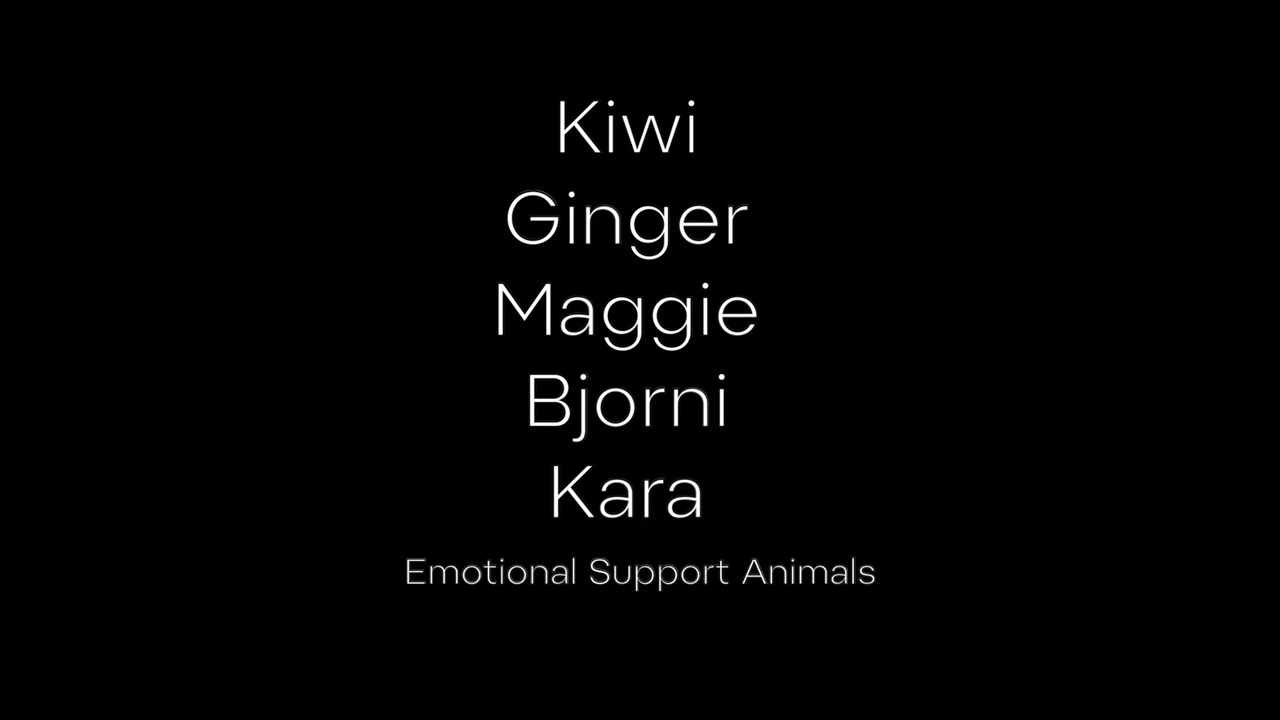 Kiwi
Ginger
Maggie
Bjorni
Kara
Emotional Support Animals